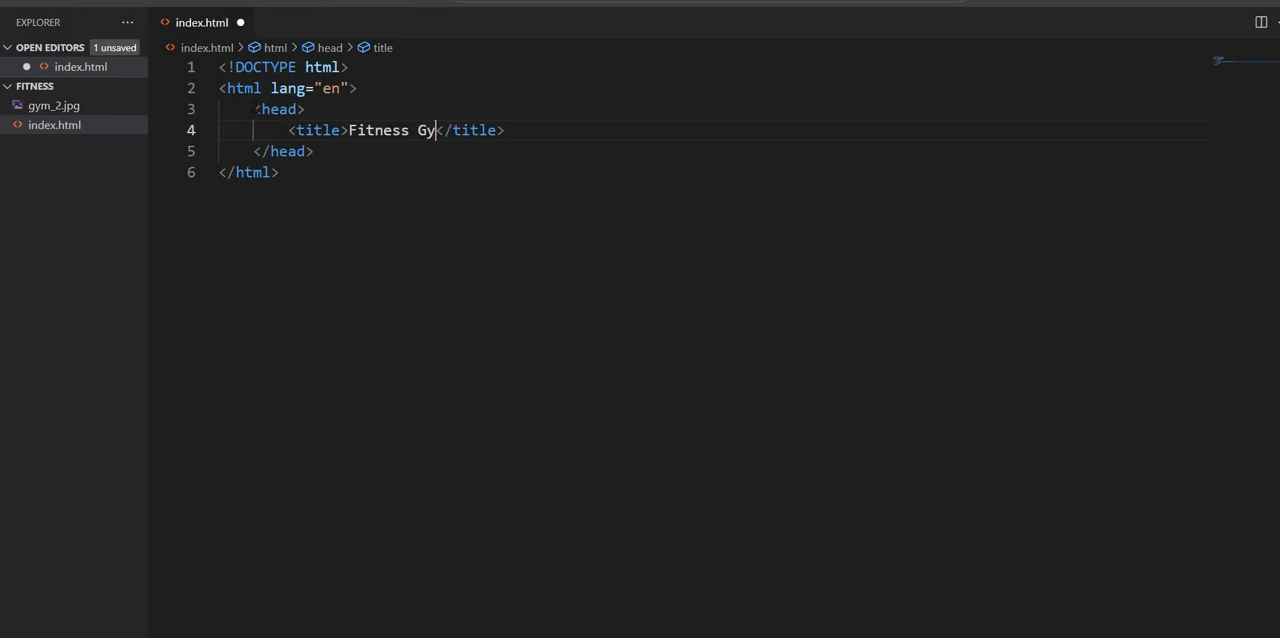 EXPLORER
index.html
OPEN EDITORS 1 unsaved
index.html
FITNESS
gym_2.jpg
index.html
index.html > html > head > title
1 <!DOCTYPE html>
2 <html lang="en">
3 <head>
4 <title>Fitness Gy</title>
5 </head>
6 </html>